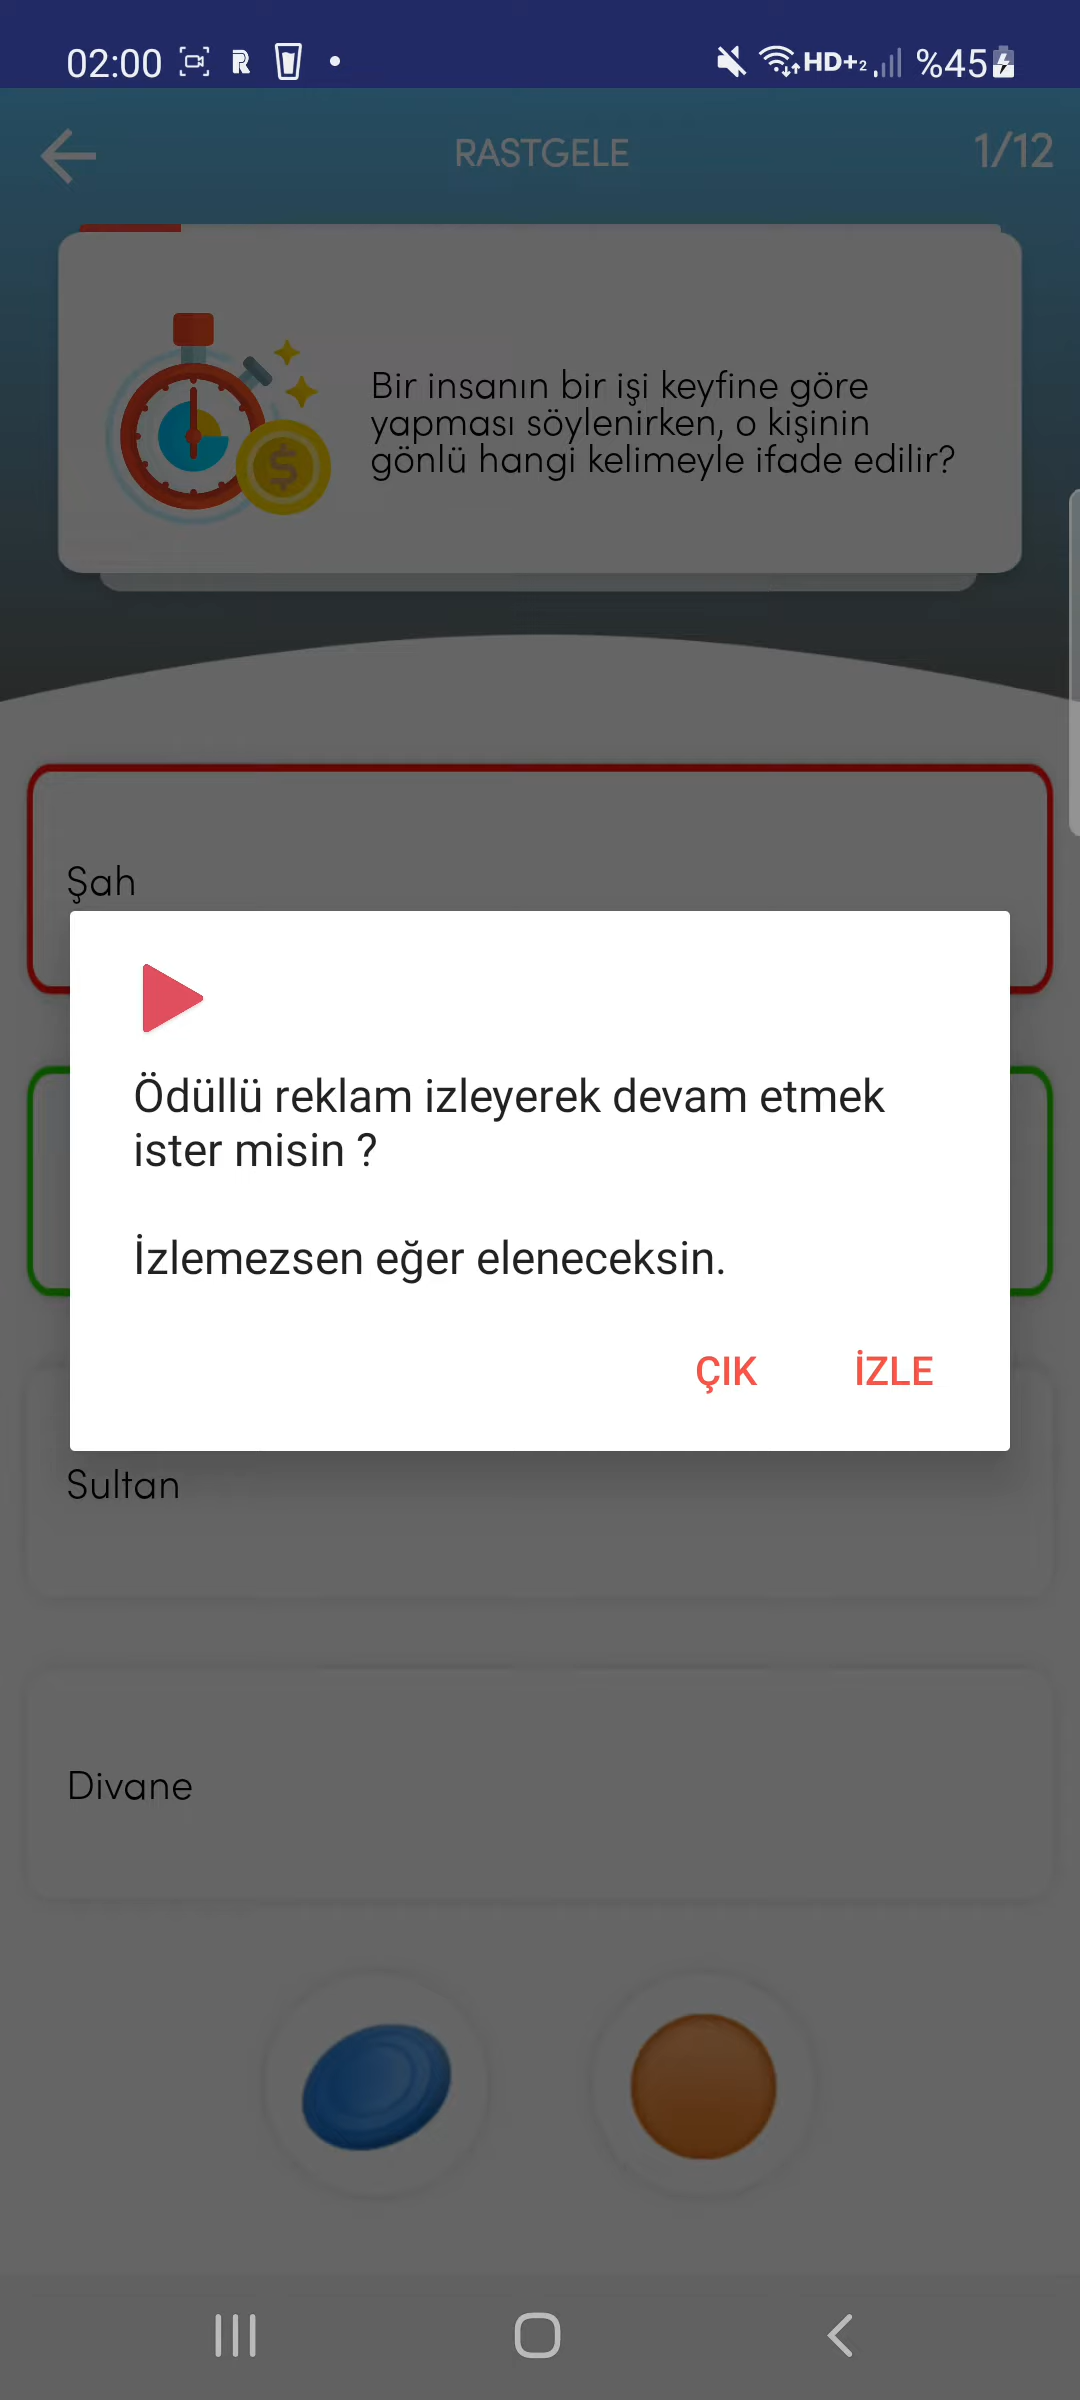 02:00 HD+2 %45
RASTGELE 1/12
Bir insanın bir işi keyfine göre
yapması söylenirken, o kişinin
gönlü hangi kelimeyle ifade edilir?
Şah
Ödüllü reklam izleyerek devam etmek
ister misin ?
İzlemezsen eğer eleneceksin.
ÇIK İZLE
Sultan
Divane